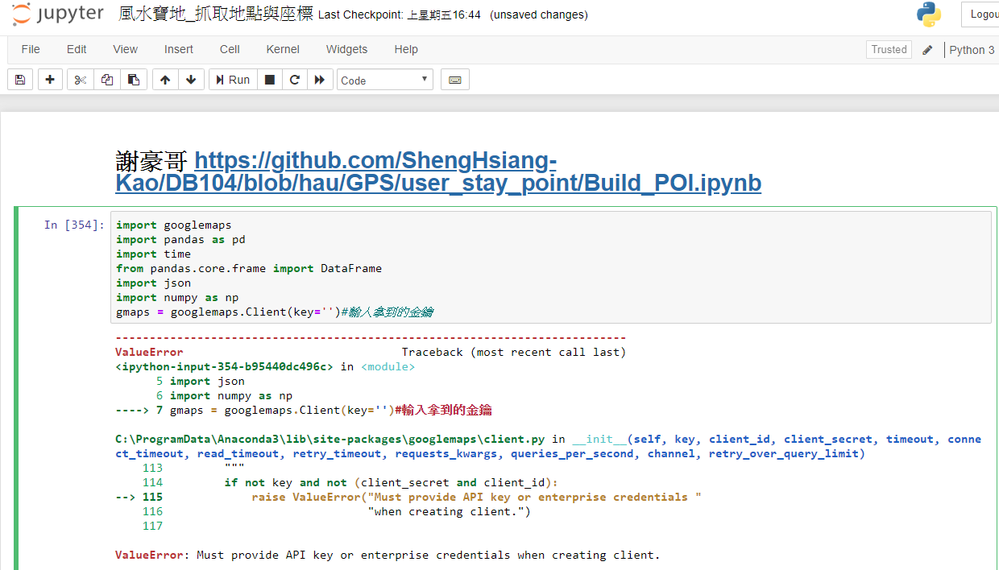 jupyter 風水寶地_抓取地點與座標 Last Checkpoint: 上星期五16:44 (unsaved changes) Logou
File Edit View Insert Cell Kernel Widgets Help Trusted Python 3
Run Code
謝豪哥 https://github.com/ShengHsiang-
Kao/DB104/blob/hau/GPS/user_stay_point/Build_POI.ipynb
In [354]: import googlemaps
import pandas as pd
import time
from pandas.core.frame import DataFrame
import json
import numpy as np
gmaps = googlemaps.Client(key='')#輸入拿到的金鑰
---------------------------------------------------------------------------
ValueError Traceback (most recent call last)
<ipython-input-354-b95440dc496c> in <module>
5 import json
6 import numpy as np
----> 7 gmaps = googlemaps.Client(key='')#輸入拿到的金鑰
C:\ProgramData\Anaconda3\lib\site-packages\googlemaps\client.py in __init__(self, key, client_id, client_secret, timeout, conne
ct_timeout, read_timeout, retry_timeout, requests_kwargs, queries_per_second, channel, retry_over_query_limit)
113 """
114 if not key and not (client_secret and client_id):
--> 115 raise ValueError("Must provide API key or enterprise credentials "
116 "when creating client.")
117
ValueError: Must provide API key or enterprise credentials when creating client.